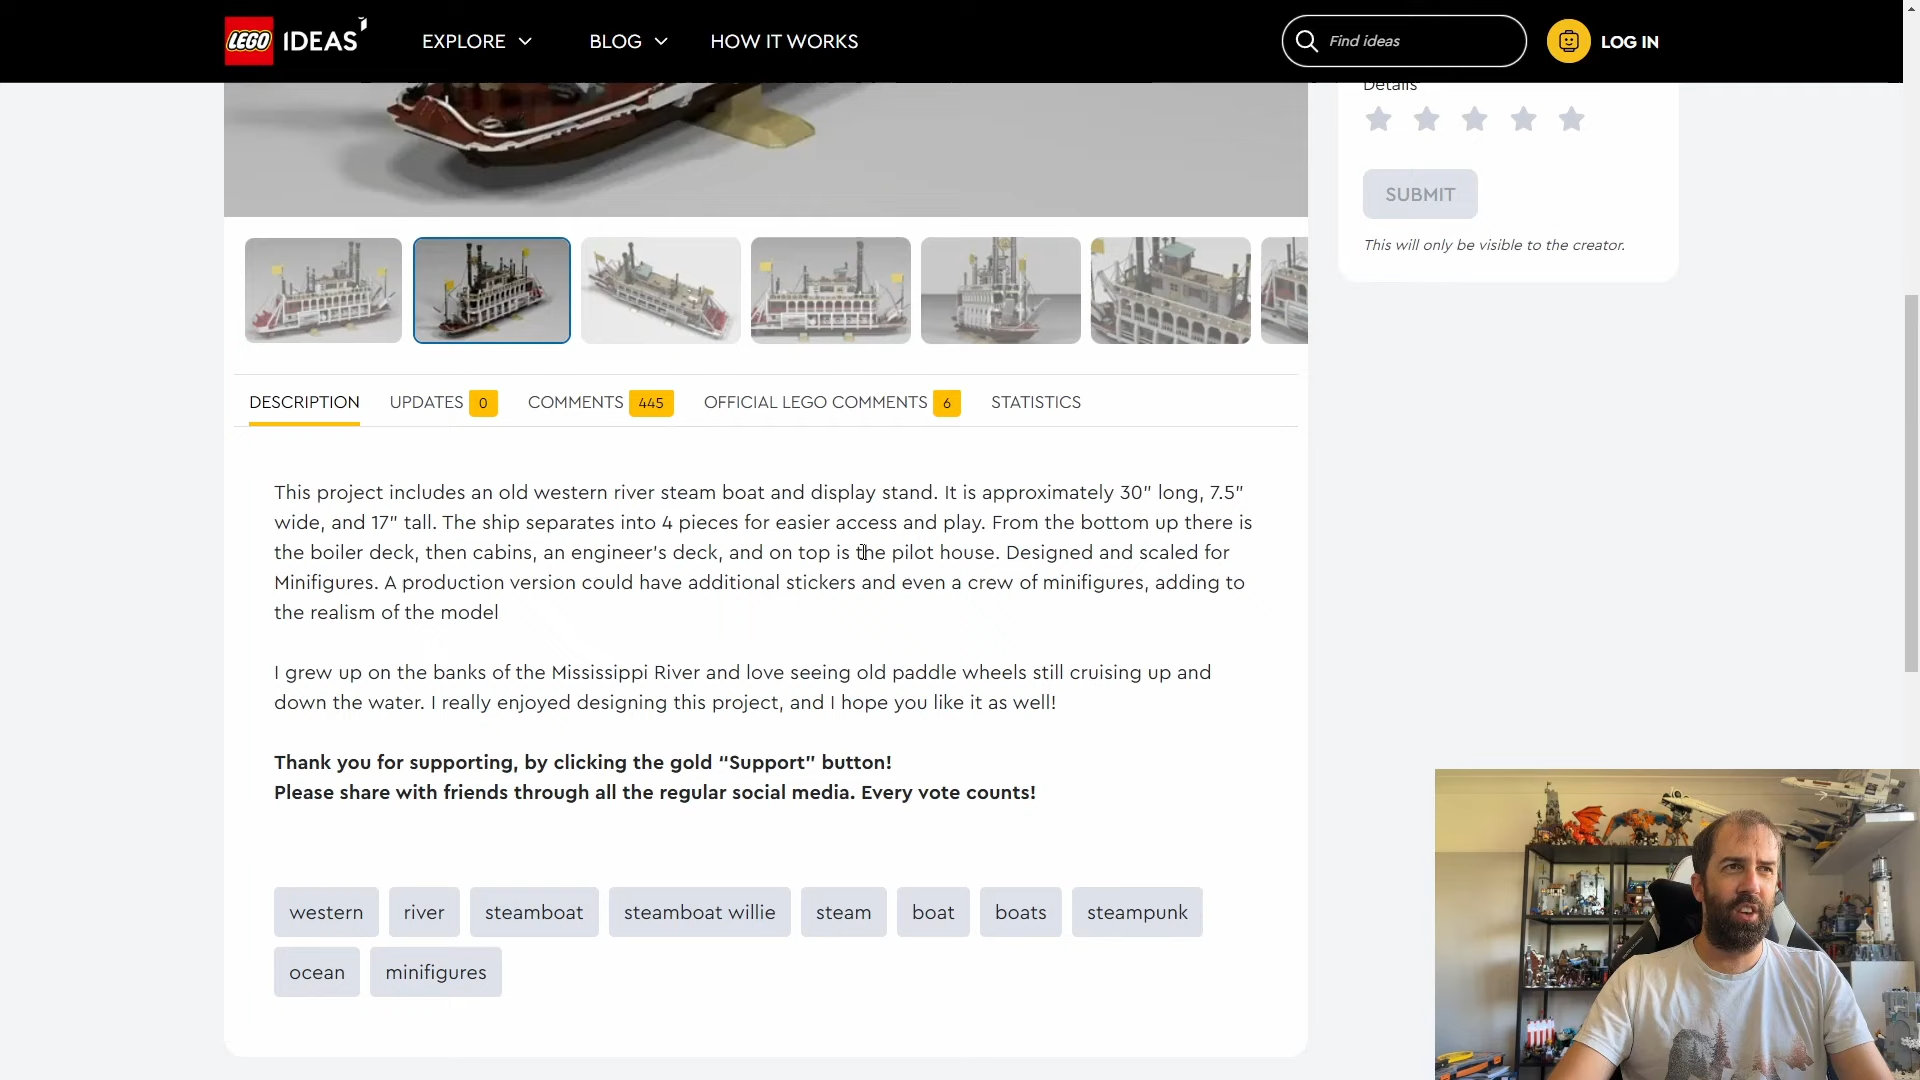 LEGO IDEAS
EXPLORE
BLOG
HOW IT WORKS
Find ideas
LOG IN
Details
SUBMIT
This will only be visible to the creator.
DESCRIPTION
UPDATES 0
COMMENTS 445
OFFICIAL LEGO COMMENTS 6
STATISTICS
This project includes an old western river steam boat and display stand. It is approximately 30” long, 7.5”
wide, and 17” tall. The ship separates into 4 pieces for easier access and play. From the bottom up there is
the boiler deck, then cabins, an engineer’s deck, and on top is the pilot house. Designed and scaled for
Minifigures. A production version could have additional stickers and even a crew of minifigures, adding to
the realism of the model
I grew up on the banks of the Mississippi River and love seeing old paddle wheels still cruising up and
down the water. I really enjoyed designing this project, and I hope you like it as well!
Thank you for supporting, by clicking the gold “Support” button!
Please share with friends through all the regular social media. Every vote counts!
western
river
steamboat
steamboat willie
steam
boat
boats
steampunk
ocean
minifigures